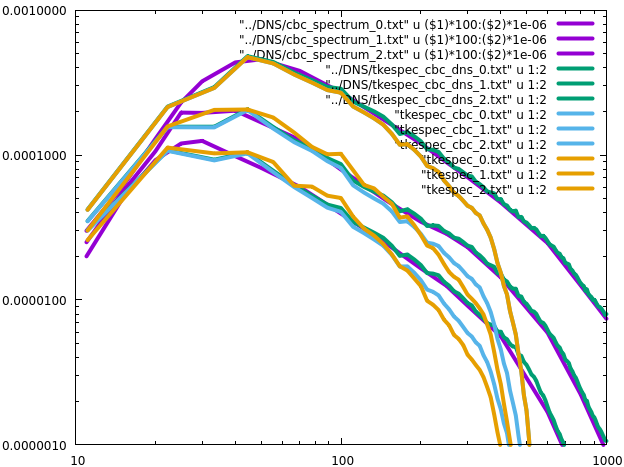 0.0010000
"../DNS/cbc_spectrum_0.txt" u ($1)*100:($2)*1e-06
"../DNS/cbc_spectrum_1.txt" u ($1)*100:($2)*1e-06
"../DNS/cbc_spectrum_2.txt" u ($1)*100:($2)*1e-06
"../DNS/tkespec_cbc_dns_0.txt" u 1:2
"../DNS/tkespec_cbc_dns_1.txt" u 1:2
"../DNS/tkespec_cbc_dns_2.txt" u 1:2
"tkespec_cbc_0.txt" u 1:2
"tkespec_cbc_1.txt" u 1:2
"tkespec_cbc_2.txt" u 1:2
"tkespec_0.txt" u 1:2
"tkespec_1.txt" u 1:2
"tkespec_2.txt" u 1:2
0.0001000
0.0000100
0.0000010
10 100 1000